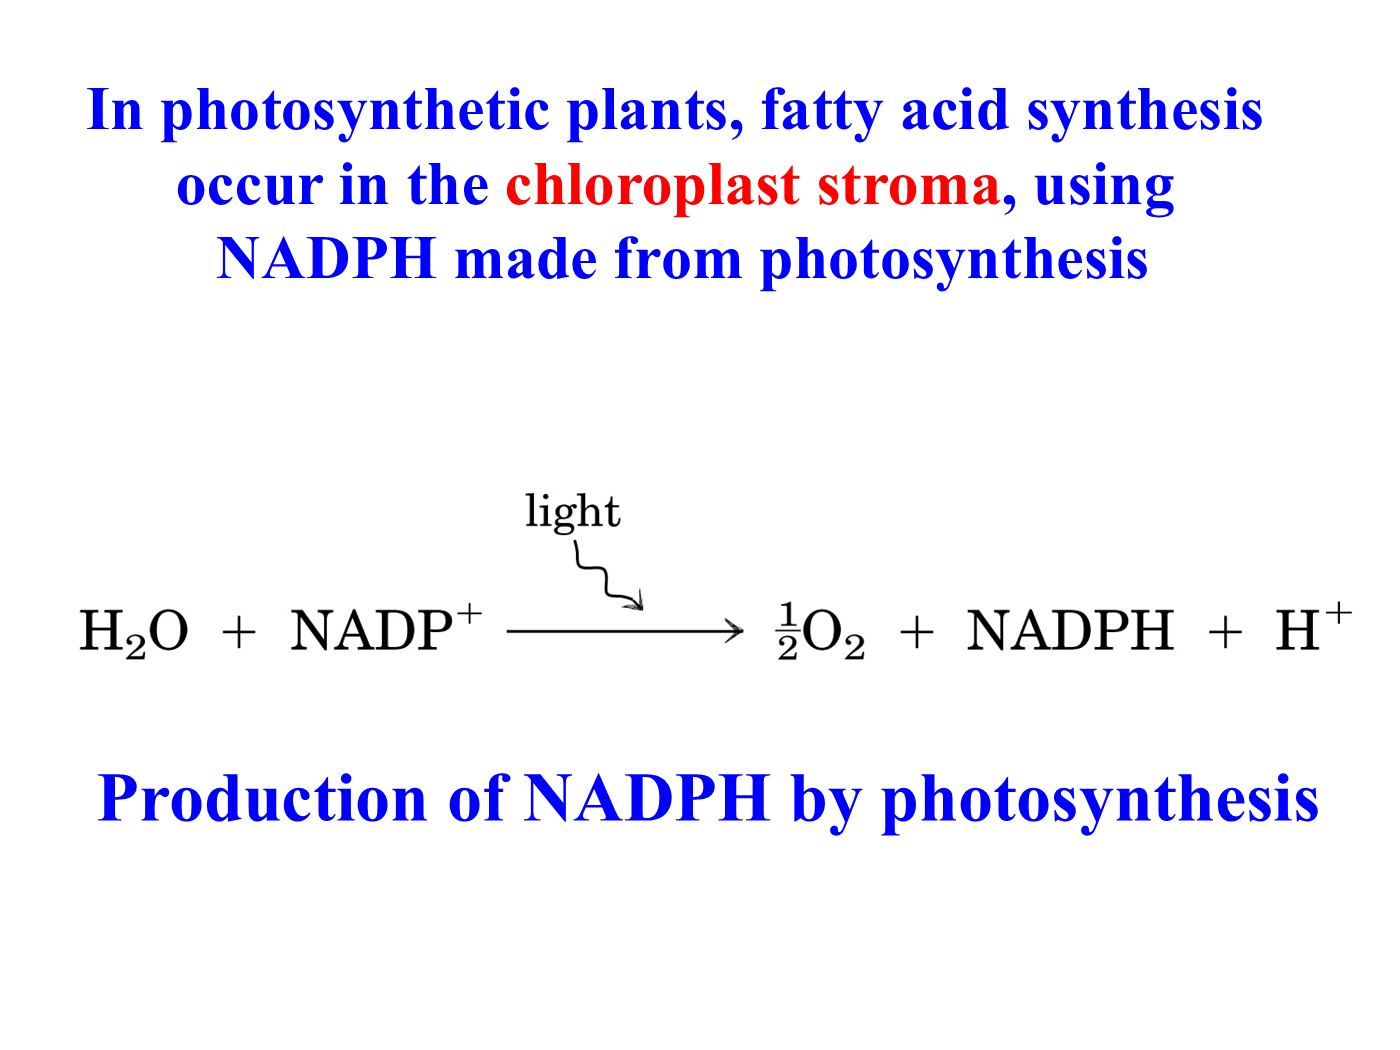 In photosynthetic plants, fatty acid synthesis
occur in the chloroplast stroma, using
NADPH made from photosynthesis
light
H₂O + NADP⁺ ⟶ ½O₂ + NADPH + H⁺
Production of NADPH by photosynthesis